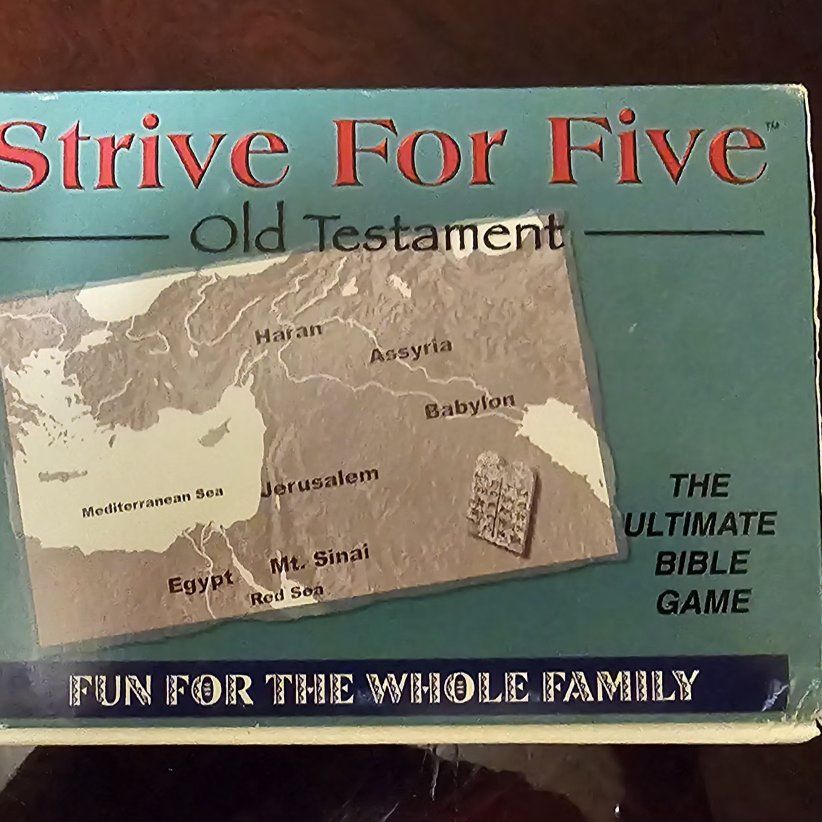 Strive For Five™
Old Testament
Haran
Assyria
Babylon
Jerusalem
Mediterranean Sea
Mt. Sinai
Egypt
Red Sea
THE
ULTIMATE
BIBLE
GAME
FUN FOR THE WHOLE FAMILY